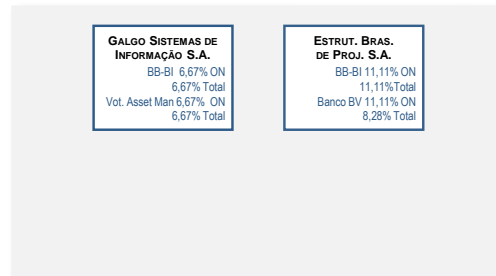 GALGO SISTEMAS DE
INFORMAÇÃO S.A.
BB-BI 6,67% ON
6,67% Total
Vot. Asset Man 6,67% ON
6,67% Total
ESTRUT. BRAS.
DE PROJ. S.A.
BB-BI 11,11% ON
11,11%Total
Banco BV 11,11% ON
8,28% Total